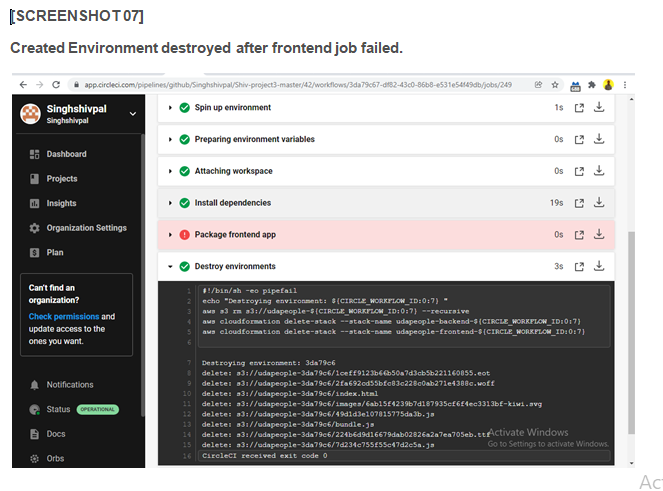 [SCREENSHOT 07]
Created Environment destroyed after frontend job failed.
app.circleci.com/pipelines/github/Singhshivpal/Shiv-project3-master/42/workflows/3da79c67-df82-43c0-86b8-e531e54f49db/jobs/249
Singhshivpal
Singhshivpal
Dashboard
Projects
Insights
Organization Settings
Plan
Can't find an
organization?
Check permissions and
update access to the
ones you want.
Notifications
Status OPERATIONAL
Docs
Orbs
Spin up environment 1s
Preparing environment variables 0s
Attaching workspace 0s
Install dependencies 19s
Package frontend app 0s
Destroy environments 3s
1 #!/bin/sh -eo pipefail
2 echo "Destroying environment: ${CIRCLE_WORKFLOW_ID:0:7} "
3 aws s3 rm s3://udapeople-${CIRCLE_WORKFLOW_ID:0:7} --recursive
4 aws cloudformation delete-stack --stack-name udapeople-backend-${CIRCLE_WORKFLOW_ID:0:7}
5 aws cloudformation delete-stack --stack-name udapeople-frontend-${CIRCLE_WORKFLOW_ID:0:7}
6
7 Destroying environment: 3da79c6
8 delete: s3://udapeople-3da79c6/1ceff9123b66b50a7d3cb5b221160855.eot
9 delete: s3://udapeople-3da79c6/2fa692cd55bfc83c228c0ab271e4388c.woff
10 delete: s3://udapeople-3da79c6/index.html
11 delete: s3://udapeople-3da79c6/images/6ab15f4239b7d187935cf6f4ec3313bf-kiwi.svg
12 delete: s3://udapeople-3da79c6/49d1d3e107815775da3b.js
13 delete: s3://udapeople-3da79c6/bundle.js
14 delete: s3://udapeople-3da79c6/224b6d9d16679dab02826a2a7ea705eb.ttf
15 delete: s3://udapeople-3da79c6/7d234c755f55c47d2c5a.js
14 CircleCI received exit code 0
Activate Windows
Go to Settings to activate Windows.
Ac